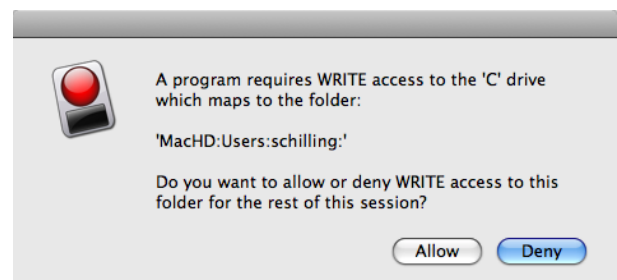 A program requires WRITE access to the 'C' drive
which maps to the folder:
'MacHD:Users:schilling:'
Do you want to allow or deny WRITE access to this
folder for the rest of this session?
Allow Deny